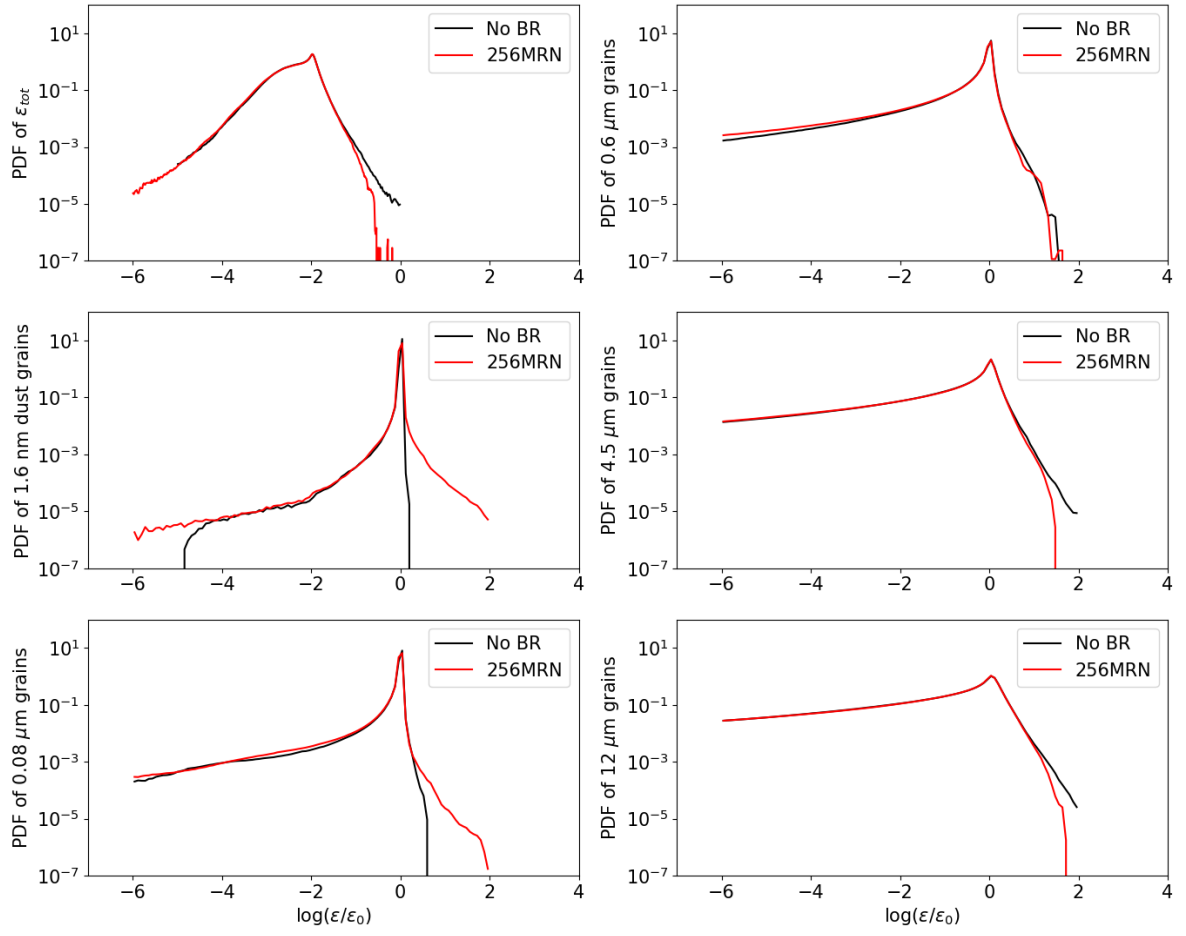 PDF of ε_tot
10^1
10^-1
10^-3
10^-5
10^-7
−6 −4 −2 0 2 4
No BR
256MRN
PDF of 0.6 μm grains
10^1
10^-1
10^-3
10^-5
10^-7
−6 −4 −2 0 2 4
No BR
256MRN
PDF of 1.6 nm dust grains
10^1
10^-1
10^-3
10^-5
10^-7
−6 −4 −2 0 2 4
No BR
256MRN
PDF of 4.5 μm grains
10^1
10^-1
10^-3
10^-5
10^-7
−6 −4 −2 0 2 4
No BR
256MRN
PDF of 0.08 μm grains
10^1
10^-1
10^-3
10^-5
10^-7
−6 −4 −2 0 2 4
log(ε/ε_0)
No BR
256MRN
PDF of 12 μm grains
10^1
10^-1
10^-3
10^-5
10^-7
−6 −4 −2 0 2 4
log(ε/ε_0)
No BR
256MRN